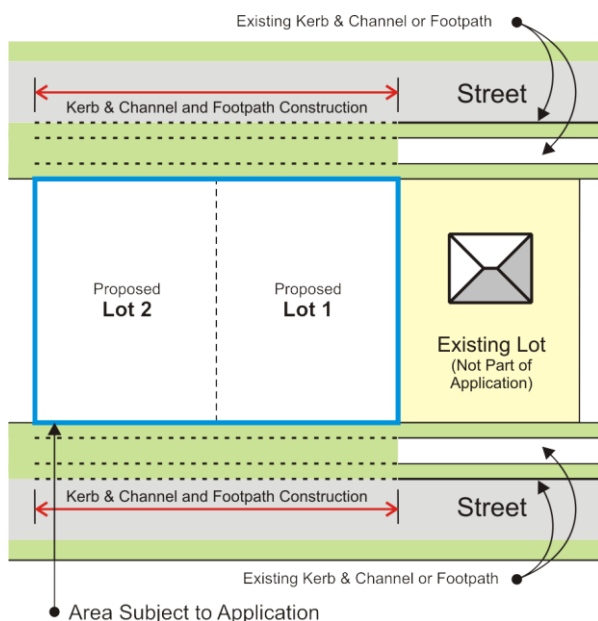 Existing Kerb & Channel or Footpath
Kerb & Channel and Footpath Construction
Street
Proposed
Lot 2
Proposed
Lot 1
Existing Lot
(Not Part of
Application)
Kerb & Channel and Footpath Construction
Street
Existing Kerb & Channel or Footpath
Area Subject to Application